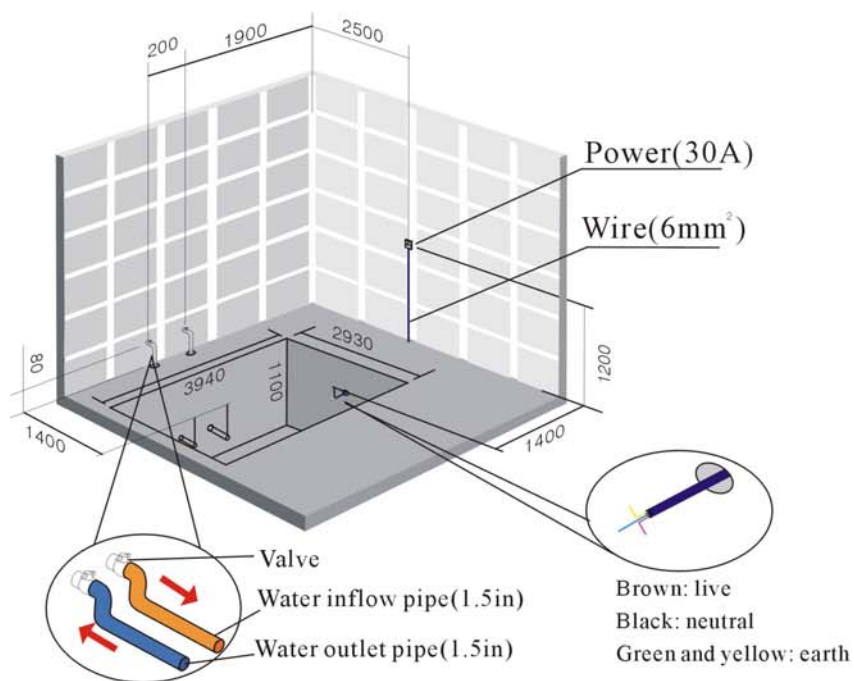 200
1900
2500
Power(30A)
Wire(6mm²)
2930
3940
1100
80
1400
1200
1400
Valve
Water inflow pipe(1.5in)
Water outlet pipe(1.5in)
Brown: live
Black: neutral
Green and yellow: earth